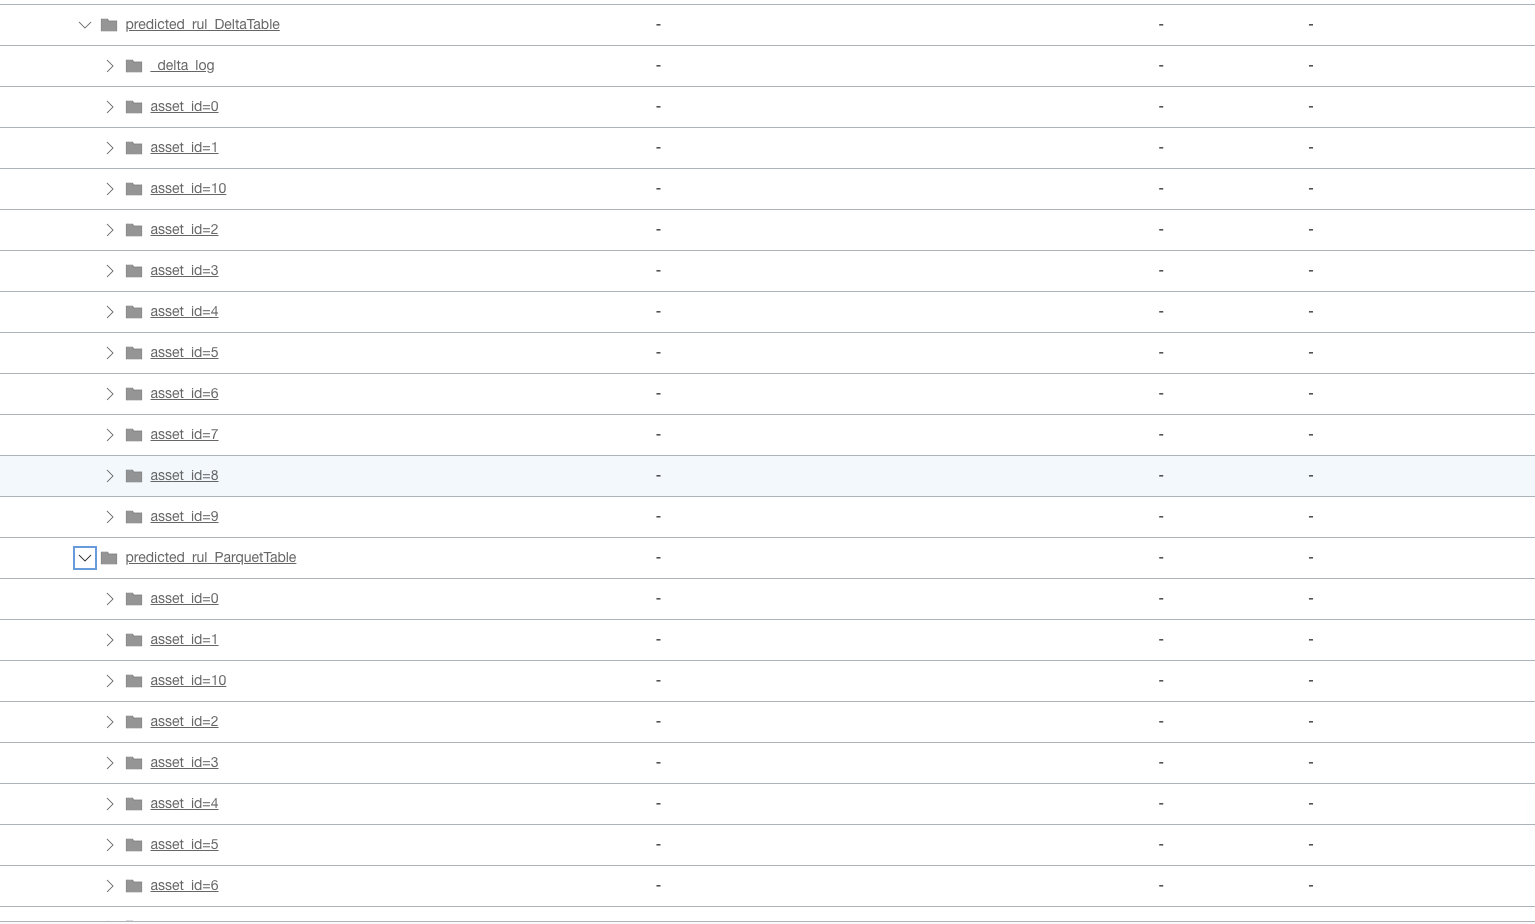 predicted_rul_DeltaTable - - -
_delta_log - - -
asset_id=0 - - -
asset_id=1 - - -
asset_id=10 - - -
asset_id=2 - - -
asset_id=3 - - -
asset_id=4 - - -
asset_id=5 - - -
asset_id=6 - - -
asset_id=7 - - -
asset_id=8 - - -
asset_id=9 - - -
predicted_rul_ParquetTable - - -
asset_id=0 - - -
asset_id=1 - - -
asset_id=10 - - -
asset_id=2 - - -
asset_id=3 - - -
asset_id=4 - - -
asset_id=5 - - -
asset_id=6 - - -